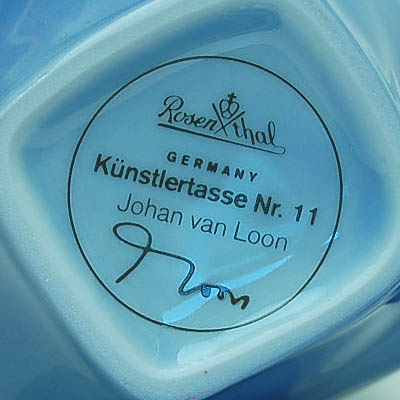 Rosenthal
GERMANY
Künstlertasse Nr. 11
Johan van Loon